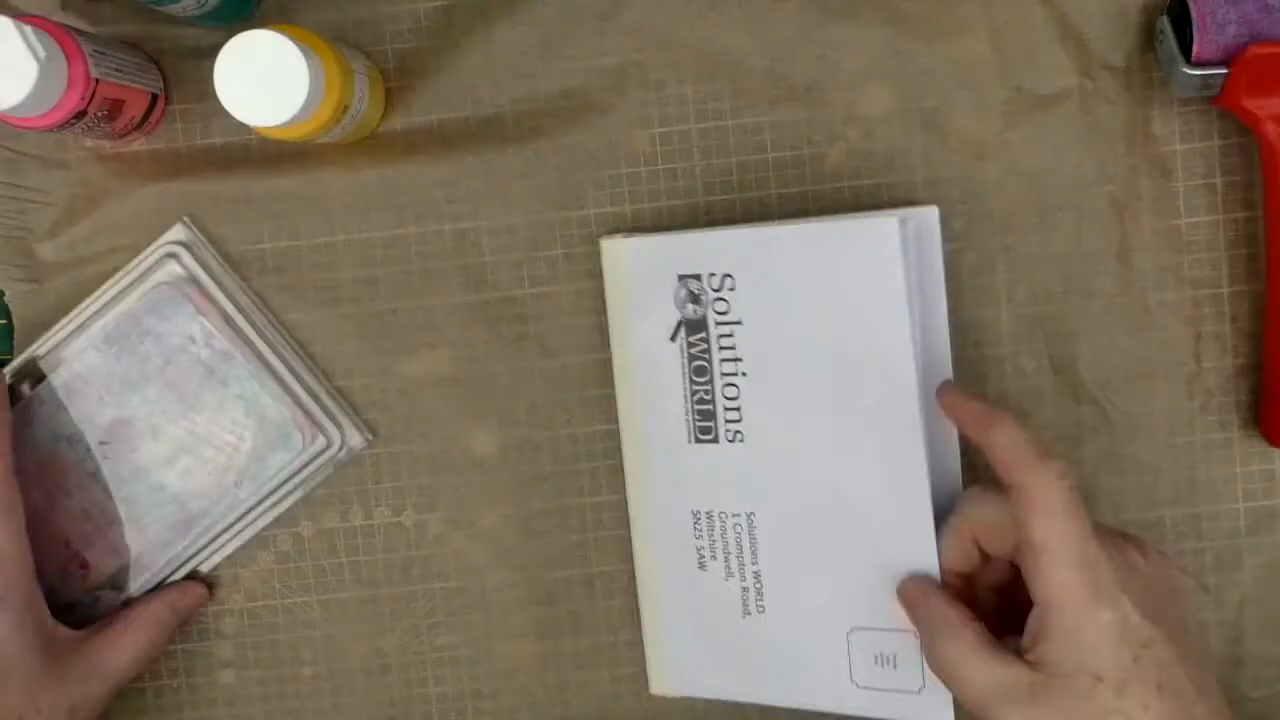 Solutions
WORLD
Solutions WORLD
1 Crompton Road,
Groundwell,
Wiltshire
SN25 5AW